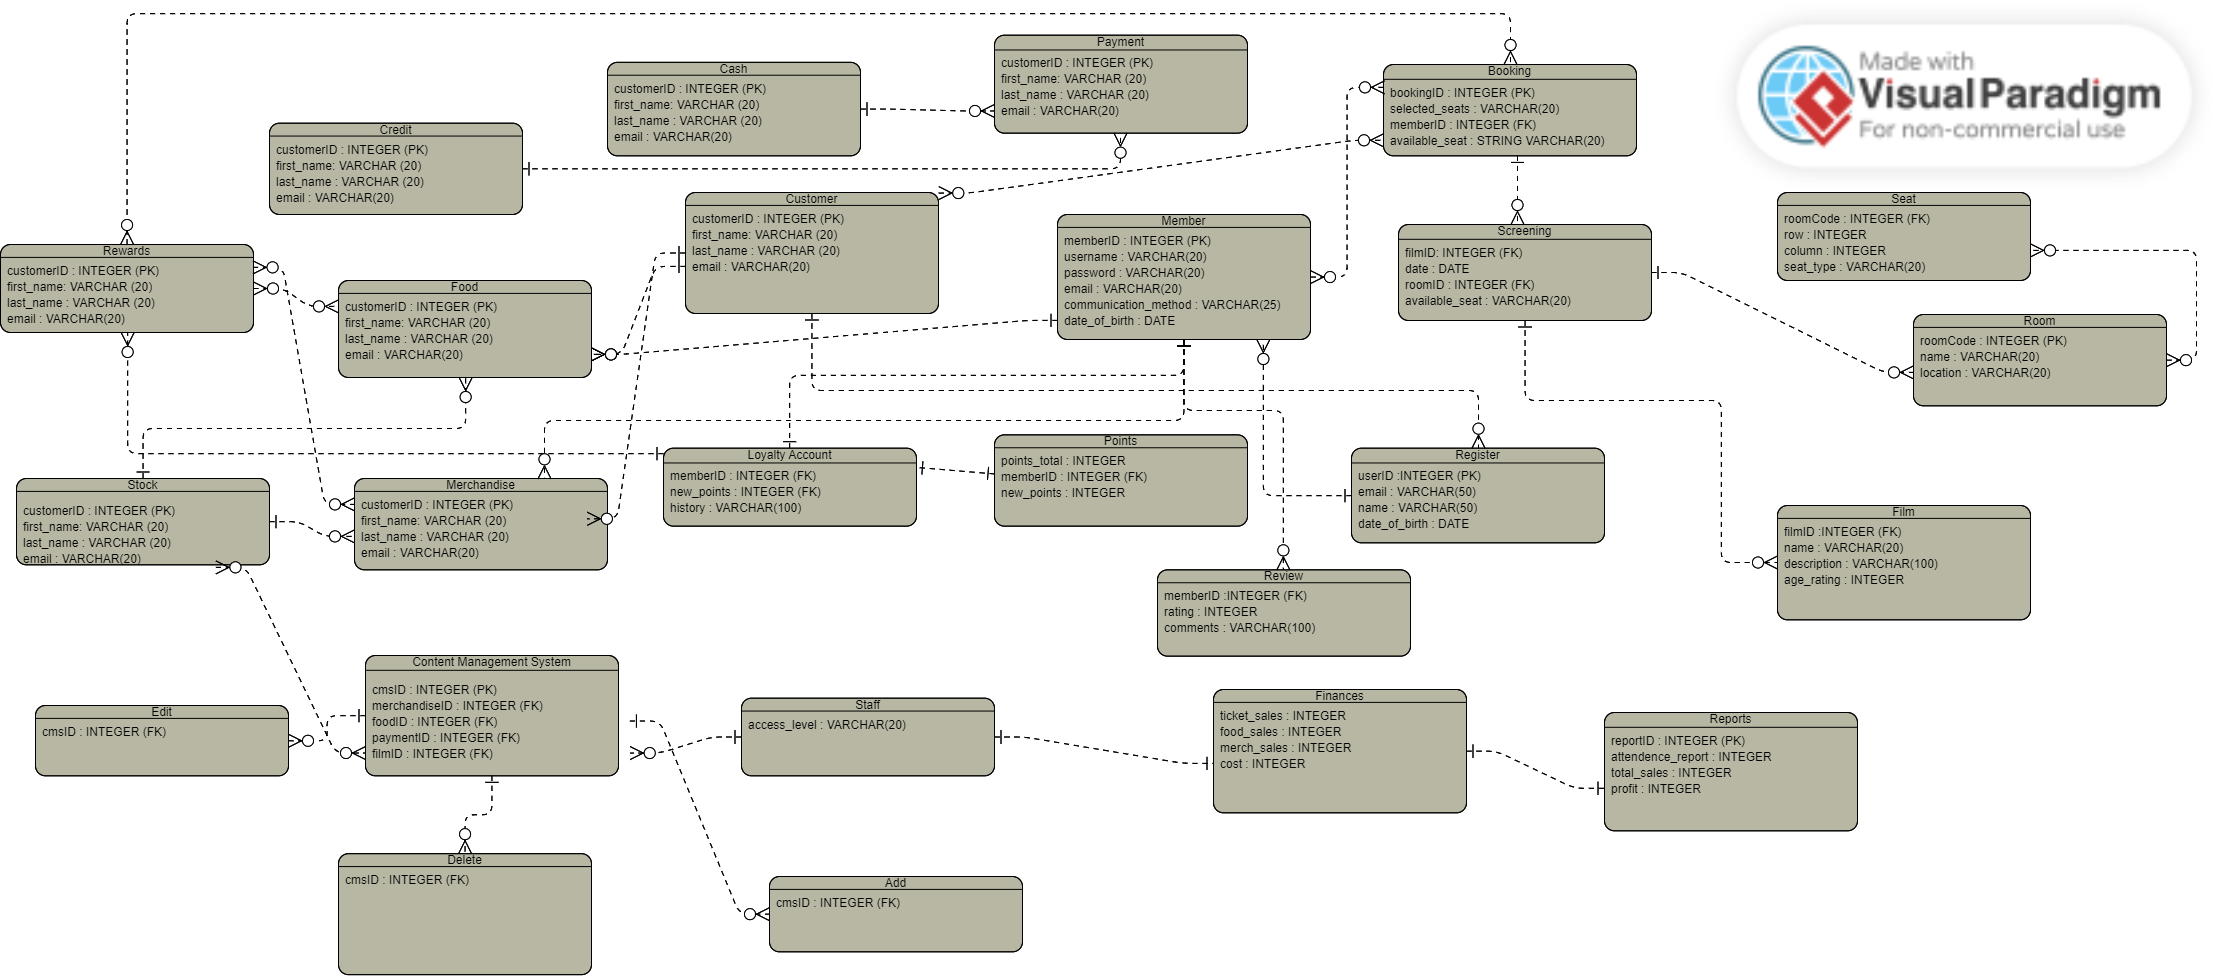 Payment
customerID : INTEGER (PK)
first_name: VARCHAR (20)
last_name : VARCHAR (20)
email : VARCHAR(20)
Cash
customerID : INTEGER (PK)
first_name: VARCHAR (20)
last_name : VARCHAR (20)
email : VARCHAR(20)
Booking
bookingID : INTEGER (PK)
selected_seats : VARCHAR(20)
memberID : INTEGER (FK)
available_seat : STRING VARCHAR(20)
Made with
Visual Paradigm
For non-commercial use
Credit
customerID : INTEGER (PK)
first_name: VARCHAR (20)
last_name : VARCHAR (20)
email : VARCHAR(20)
Customer
customerID : INTEGER (PK)
first_name: VARCHAR (20)
last_name : VARCHAR (20)
email : VARCHAR(20)
Member
memberID : INTEGER (PK)
username : VARCHAR(20)
password : VARCHAR(20)
email : VARCHAR(20)
communication_method : VARCHAR(25)
date_of_birth : DATE
Screening
filmID: INTEGER (FK)
date : DATE
roomID : INTEGER (FK)
available_seat : VARCHAR(20)
Seat
roomCode : INTEGER (FK)
row : INTEGER
column : INTEGER
seat_type : VARCHAR(20)
Rewards
customerID : INTEGER (PK)
first_name: VARCHAR (20)
last_name : VARCHAR (20)
email : VARCHAR(20)
Food
customerID : INTEGER (PK)
first_name: VARCHAR (20)
last_name : VARCHAR (20)
email : VARCHAR(20)
Room
roomCode : INTEGER (PK)
name : VARCHAR(20)
location : VARCHAR(20)
Stock
customerID : INTEGER (PK)
first_name: VARCHAR (20)
last_name : VARCHAR (20)
email : VARCHAR(20)
Merchandise
customerID : INTEGER (PK)
first_name: VARCHAR (20)
last_name : VARCHAR (20)
email : VARCHAR(20)
Loyalty Account
memberID : INTEGER (FK)
new_points : INTEGER (FK)
history : VARCHAR(100)
Points
points_total : INTEGER
memberID : INTEGER (FK)
new_points : INTEGER
Register
userID :INTEGER (PK)
email : VARCHAR(50)
name : VARCHAR(50)
date_of_birth : DATE
Film
filmID :INTEGER (FK)
name : VARCHAR(20)
description : VARCHAR(100)
age_rating : INTEGER
Review
memberID :INTEGER (FK)
rating : INTEGER
comments : VARCHAR(100)
Content Management System
cmsID : INTEGER (PK)
merchandiseID : INTEGER (FK)
foodID : INTEGER (FK)
paymentID : INTEGER (FK)
filmID : INTEGER (FK)
Edit
cmsID : INTEGER (FK)
Staff
access_level : VARCHAR(20)
Finances
ticket_sales : INTEGER
food_sales : INTEGER
merch_sales : INTEGER
cost : INTEGER
Reports
reportID : INTEGER (PK)
attendence_report : INTEGER
total_sales : INTEGER
profit : INTEGER
Delete
cmsID : INTEGER (FK)
Add
cmsID : INTEGER (FK)